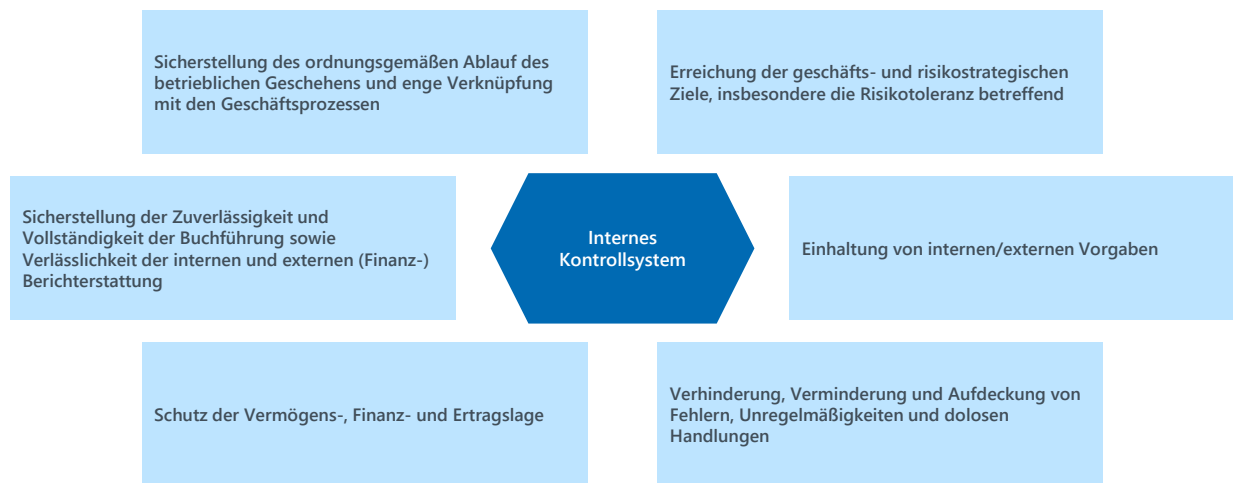 Sicherstellung des ordnungsgemäßen Ablauf des
betrieblichen Geschehens und enge Verknüpfung
mit den Geschäftsprozessen
Erreichung der geschäfts- und risikostrategischen
Ziele, insbesondere die Risikotoleranz betreffend
Sicherstellung der Zuverlässigkeit und
Vollständigkeit der Buchführung sowie
Verlässlichkeit der internen und externen (Finanz-)
Berichterstattung
Internes
Kontrollsystem
Einhaltung von internen/externen Vorgaben
Schutz der Vermögens-, Finanz- und Ertragslage
Verhinderung, Verminderung und Aufdeckung von
Fehlern, Unregelmäßigkeiten und dolosen
Handlungen